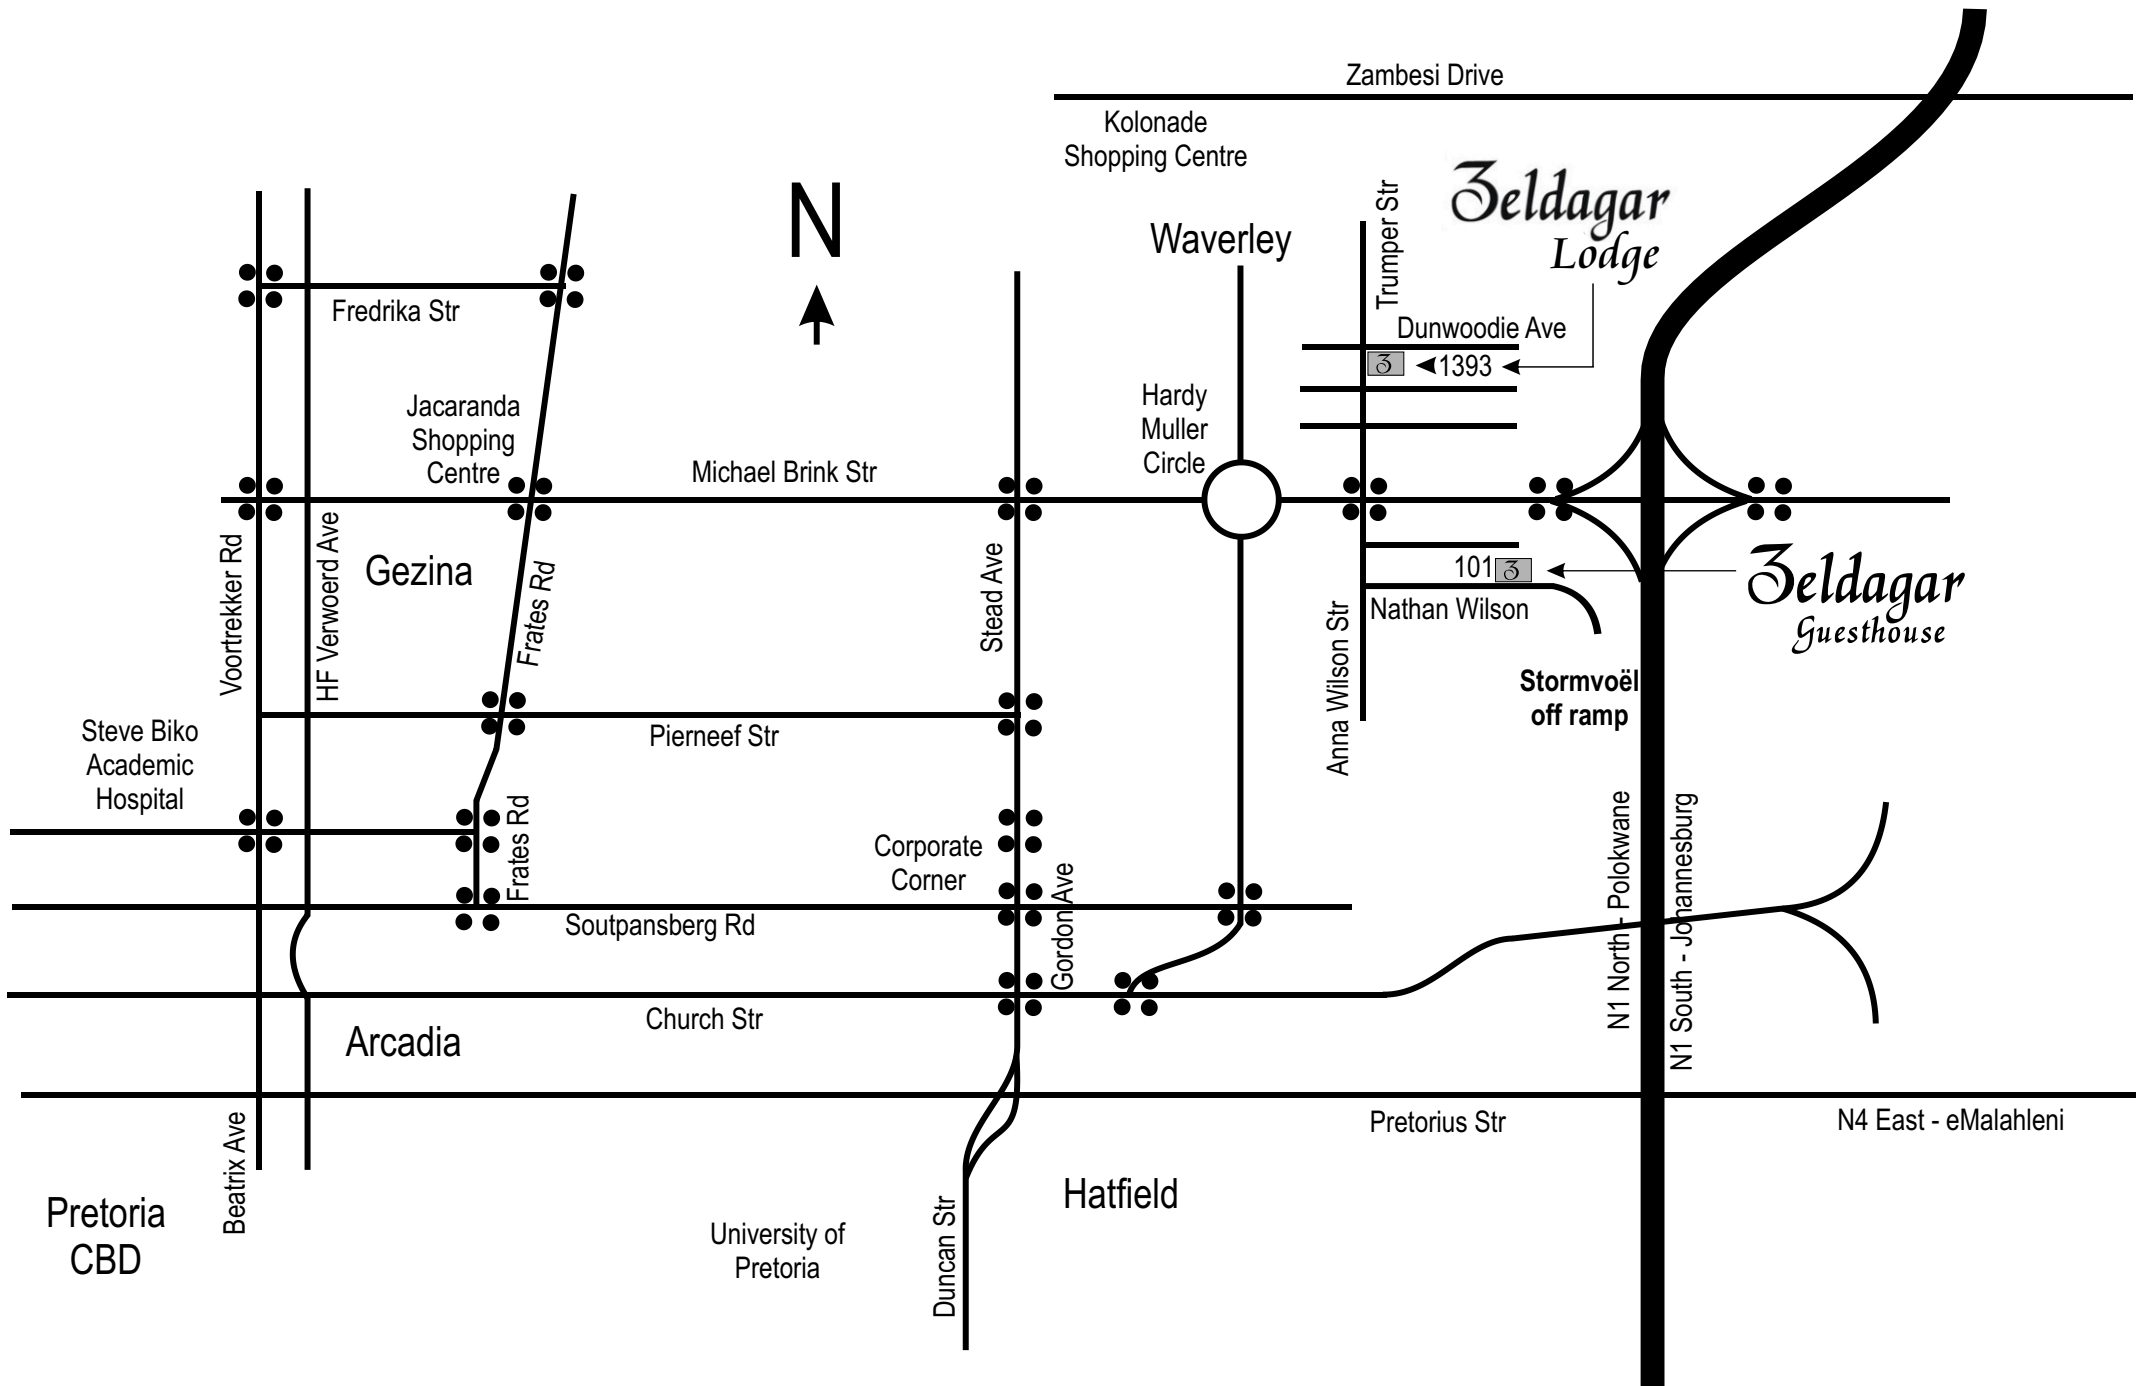 Zambesi Drive
Kolonade
Shopping Centre
N
Zeldagar
Lodge
Waverley
Trumper Str
Fredrika Str
Dunwoodie Ave
3
1393
Jacaranda
Shopping
Centre
Hardy
Muller
Circle
Michael Brink Str
Voortrekker Rd
HF Verwoerd Ave
Gezina
Frates Rd
Stead Ave
101
3
Zeldagar
Guesthouse
Nathan Wilson
Anna Wilson Str
Stormvoël
off ramp
Steve Biko
Academic
Hospital
Pierneef Str
Frates Rd
Corporate
Corner
Gordon Ave
N1 North - Polokwane
N1 South - Johannesburg
Soutpansberg Rd
Church Str
Arcadia
Pretorius Str
N4 East - eMalahleni
Beatrix Ave
Pretoria
CBD
University of
Pretoria
Duncan Str
Hatfield